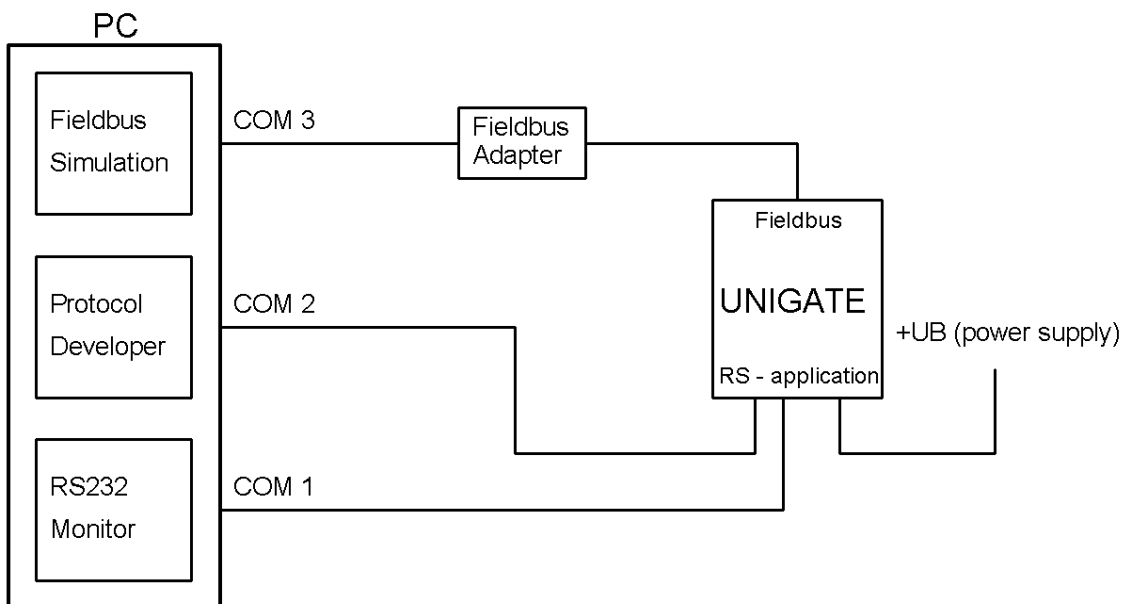 PC
Fieldbus
Simulation
COM 3
Fieldbus
Adapter
Fieldbus
UNIGATE
RS - application
+UB (power supply)
Protocol
Developer
COM 2
RS232
Monitor
COM 1